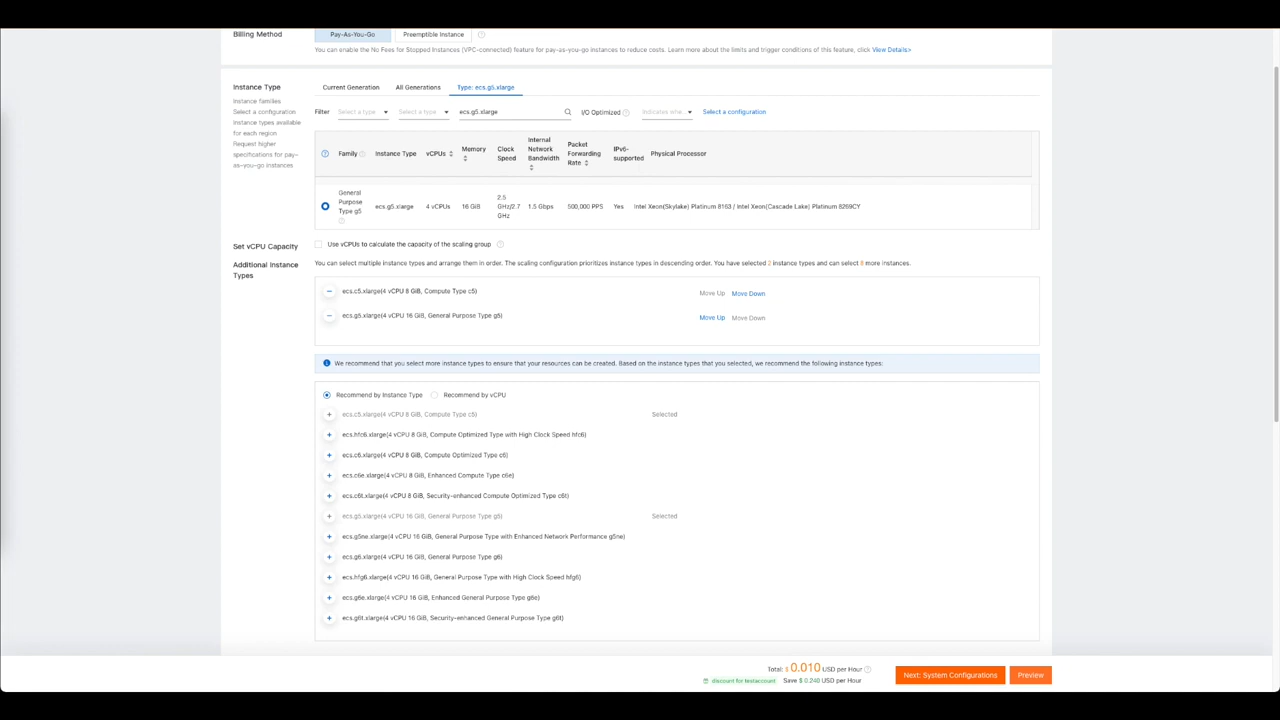 Billing Method
Pay-As-You-Go
Preemptible Instance
You can enable the No Fees for Stopped Instances (VPC-connected) feature for pay-as-you-go instances to reduce costs. Learn more about the limits and trigger conditions of this feature, click View Details>
Instance Type
Instance families
Select a configuration
Instance types available
for each region
Request higher
specifications for pay-
as-you-go instances
Current Generation
All Generations
Type: ecs.g5.xlarge
Filter
Select a type
Select a type
ecs.g5.xlarge
I/O Optimized
Indicates whe...
Select a configuration
Family
Instance Type
vCPUs
Memory
Clock
Speed
Internal
Network
Bandwidth
Packet
Forwarding
Rate
IPv6-
supported
Physical Processor
General
Purpose
Type g5
ecs.g5.xlarge
4 vCPUs
16 GiB
2.5
GHz/2.7
GHz
1.5 Gbps
500,000 PPS
Yes
Intel Xeon(Skylake) Platinum 8163 / Intel Xeon(Cascade Lake) Platinum 8269CY
Set vCPU Capacity
Use vCPUs to calculate the capacity of the scaling group
Additional Instance
Types
You can select multiple instance types and arrange them in order. The scaling configuration prioritizes instance types in descending order. You have selected 2 instance types and can select 8 more instances.
ecs.c5.xlarge(4 vCPU 8 GiB, Compute Type c5)
Move Up Move Down
ecs.g5.xlarge(4 vCPU 16 GiB, General Purpose Type g5)
Move Up Move Down
We recommend that you select more instance types to ensure that your resources can be created. Based on the instance types that you selected, we recommend the following instance types:
Recommend by Instance Type
Recommend by vCPU
ecs.c5.xlarge(4 vCPU 8 GiB, Compute Type c5) Selected
ecs.hfc6.xlarge(4 vCPU 8 GiB, Compute Optimized Type with High Clock Speed hfc6)
ecs.c6.xlarge(4 vCPU 8 GiB, Compute Optimized Type c6)
ecs.c6e.xlarge(4 vCPU 8 GiB, Enhanced Compute Type c6e)
ecs.c6t.xlarge(4 vCPU 8 GiB, Security-enhanced Compute Optimized Type c6t)
ecs.g5.xlarge(4 vCPU 16 GiB, General Purpose Type g5) Selected
ecs.g5ne.xlarge(4 vCPU 16 GiB, General Purpose Type with Enhanced Network Performance g5ne)
ecs.g6.xlarge(4 vCPU 16 GiB, General Purpose Type g6)
ecs.hfg6.xlarge(4 vCPU 16 GiB, General Purpose Type with High Clock Speed hfg6)
ecs.g6e.xlarge(4 vCPU 16 GiB, Enhanced General Purpose Type g6e)
ecs.g6t.xlarge(4 vCPU 16 GiB, Security-enhanced General Purpose Type g6t)
Total: $ 0.010 USD per Hour
discount for testaccount Save $ 0.248 USD per Hour
Next: System Configurations
Preview